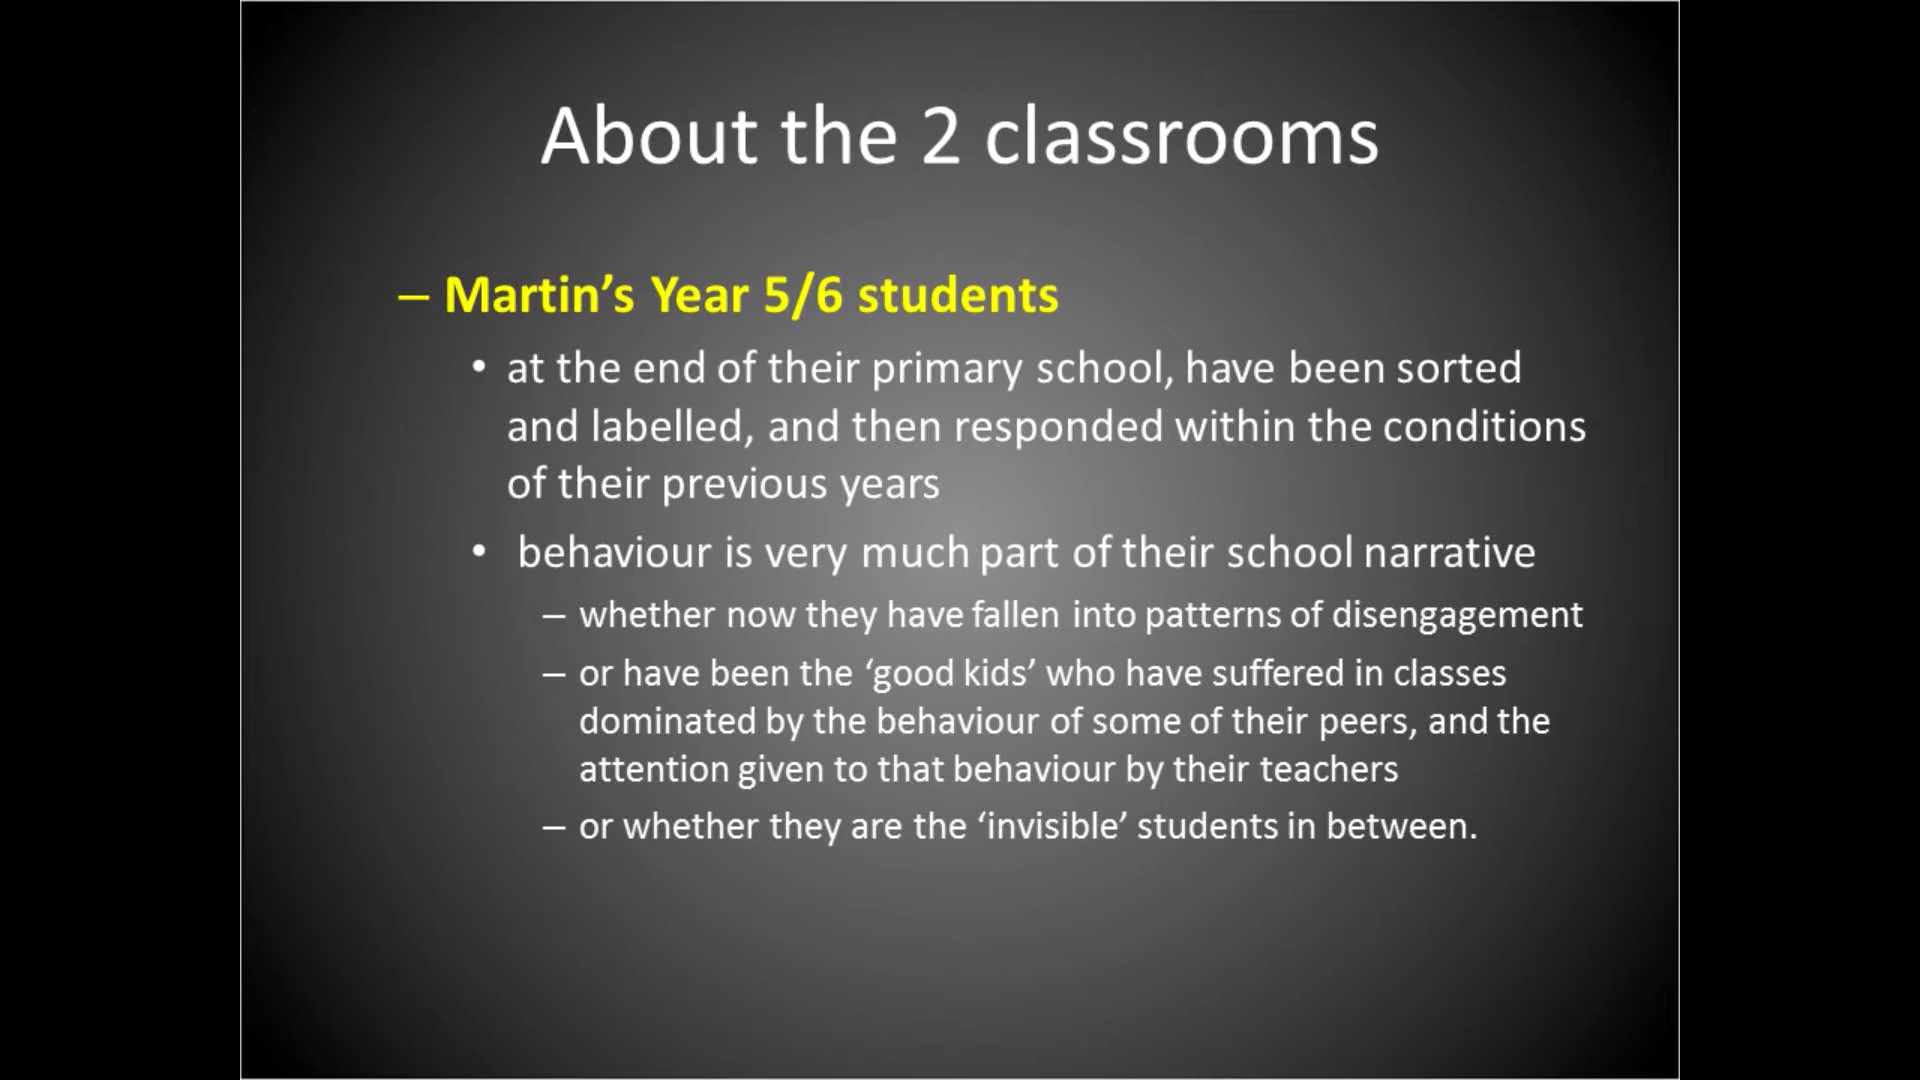 About the 2 classrooms
– Martin’s Year 5/6 students
• at the end of their primary school, have been sorted
and labelled, and then responded within the conditions
of their previous years
• behaviour is very much part of their school narrative
– whether now they have fallen into patterns of disengagement
– or have been the ‘good kids’ who have suffered in classes
dominated by the behaviour of some of their peers, and the
attention given to that behaviour by their teachers
– or whether they are the ‘invisible’ students in between.